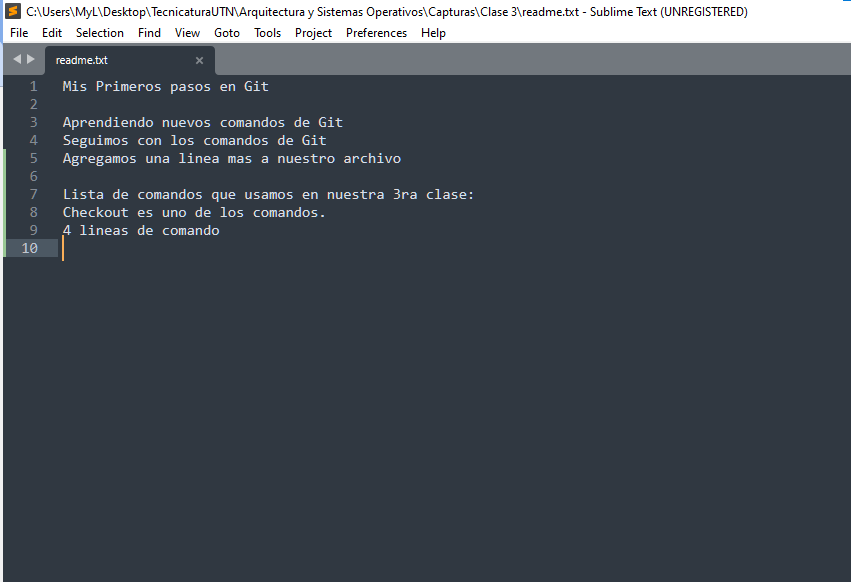 C:\Users\MyL\Desktop\TecnicaturaUTN\Arquitectura y Sistemas Operativos\Capturas\Clase 3\readme.txt - Sublime Text (UNREGISTERED)
File Edit Selection Find View Goto Tools Project Preferences Help
readme.txt
1 Mis Primeros pasos en Git
2
3 Aprendiendo nuevos comandos de Git
4 Seguimos con los comandos de Git
5 Agregamos una linea mas a nuestro archivo
6
7 Lista de comandos que usamos en nuestra 3ra clase:
8 Checkout es uno de los comandos.
9 4 lineas de comando
10